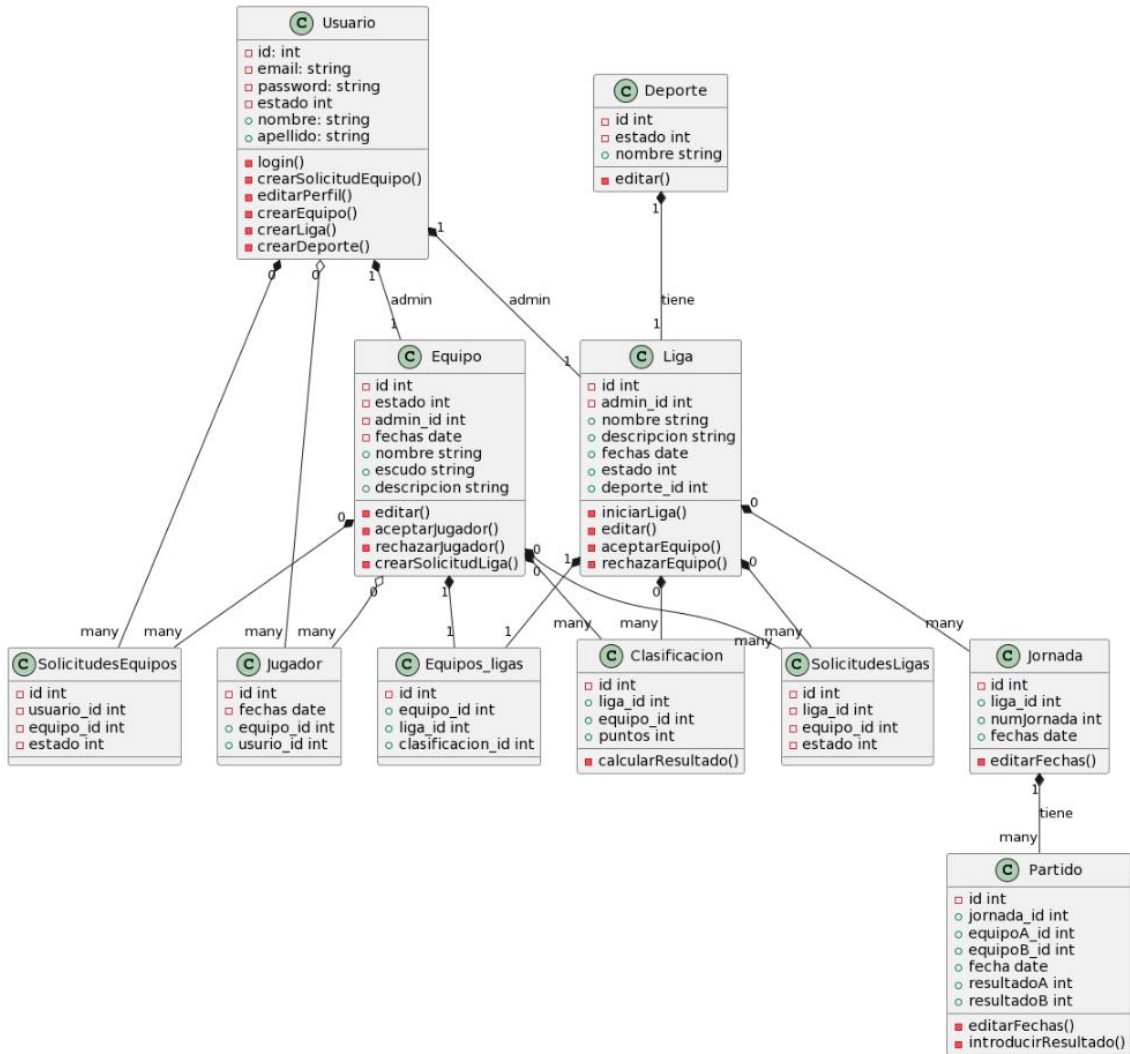 C Usuario
id: int
email: string
password: string
estado int
nombre: string
apellido: string
login()
crearSolicitudEquipo()
editarPerfil()
crearEquipo()
crearLiga()
crearDeporte()
C Deporte
id int
estado int
nombre string
editar()
0
0
1
1
1
admin
admin
tiene
1
1
1
C Equipo
id int
estado int
admin_id int
fechas date
nombre string
escudo string
descripcion string
editar()
aceptarJugador()
rechazarJugador()
crearSolicitudLiga()
C Liga
id int
admin_id int
nombre string
descripcion string
fechas date
estado int
deporte_id int
iniciarLiga()
editar()
aceptarEquipo()
rechazarEquipo()
0
0
1
0
0
1
0
0
0
many
many
many
many
1
1
many
many
many
many
many
C SolicitudesEquipos
id int
usuario_id int
equipo_id int
estado int
C Jugador
id int
fechas date
equipo_id int
usurio_id int
C Equipos_ligas
id int
equipo_id int
liga_id int
clasificacion_id int
C Clasificacion
id int
liga_id int
equipo_id int
puntos int
calcularResultado()
C SolicitudesLigas
id int
liga_id int
equipo_id int
estado int
C Jornada
id int
liga_id int
numJornada int
fechas date
editarFechas()
1
tiene
many
C Partido
id int
jornada_id int
equipoA_id int
equipoB_id int
fecha date
resultadoA int
resultadoB int
editarFechas()
introducirResultado()